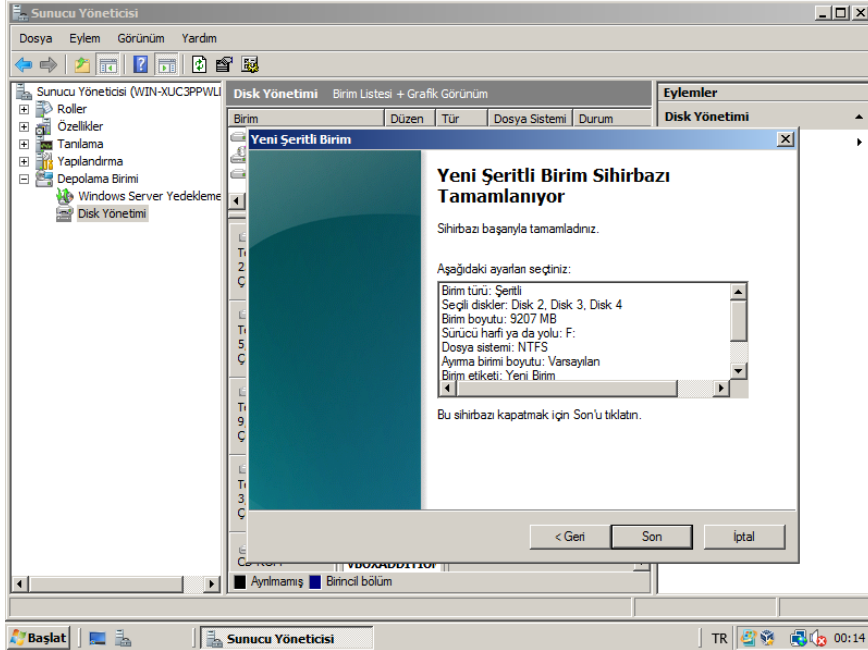 Sunucu Yöneticisi
Dosya Eylem Görünüm Yardım
Sunucu Yöneticisi (WIN-XUC3PPWLI
Roller
Özellikler
Tanılama
Yapılandırma
Depolama Birimi
Windows Server Yedekleme
Disk Yönetimi
Disk Yönetimi Birim Listesi + Grafik Görünüm
Birim Düzen Tür Dosya Sistemi Durum
Eylemler
Disk Yönetimi
Yeni Şeritli Birim
Yeni Şeritli Birim Sihirbazı
Tamamlanıyor
Sihirbazı başarıyla tamamladınız.
Aşağıdaki ayarları seçtiniz:
Birim türü: Şeritli
Seçili diskler: Disk 2, Disk 3, Disk 4
Birim boyutu: 9207 MB
Sürücü harfi ya da yolu: F:
Dosya sistemi: NTFS
Ayırma birimi boyutu: Varsayılan
Birim etiketi: Yeni Birim
Bu sihirbazı kapatmak için Son'u tıklatın.
< Geri Son İptal
Ayrılmamış Birincil bölüm
Başlat Sunucu Yöneticisi TR 00:14